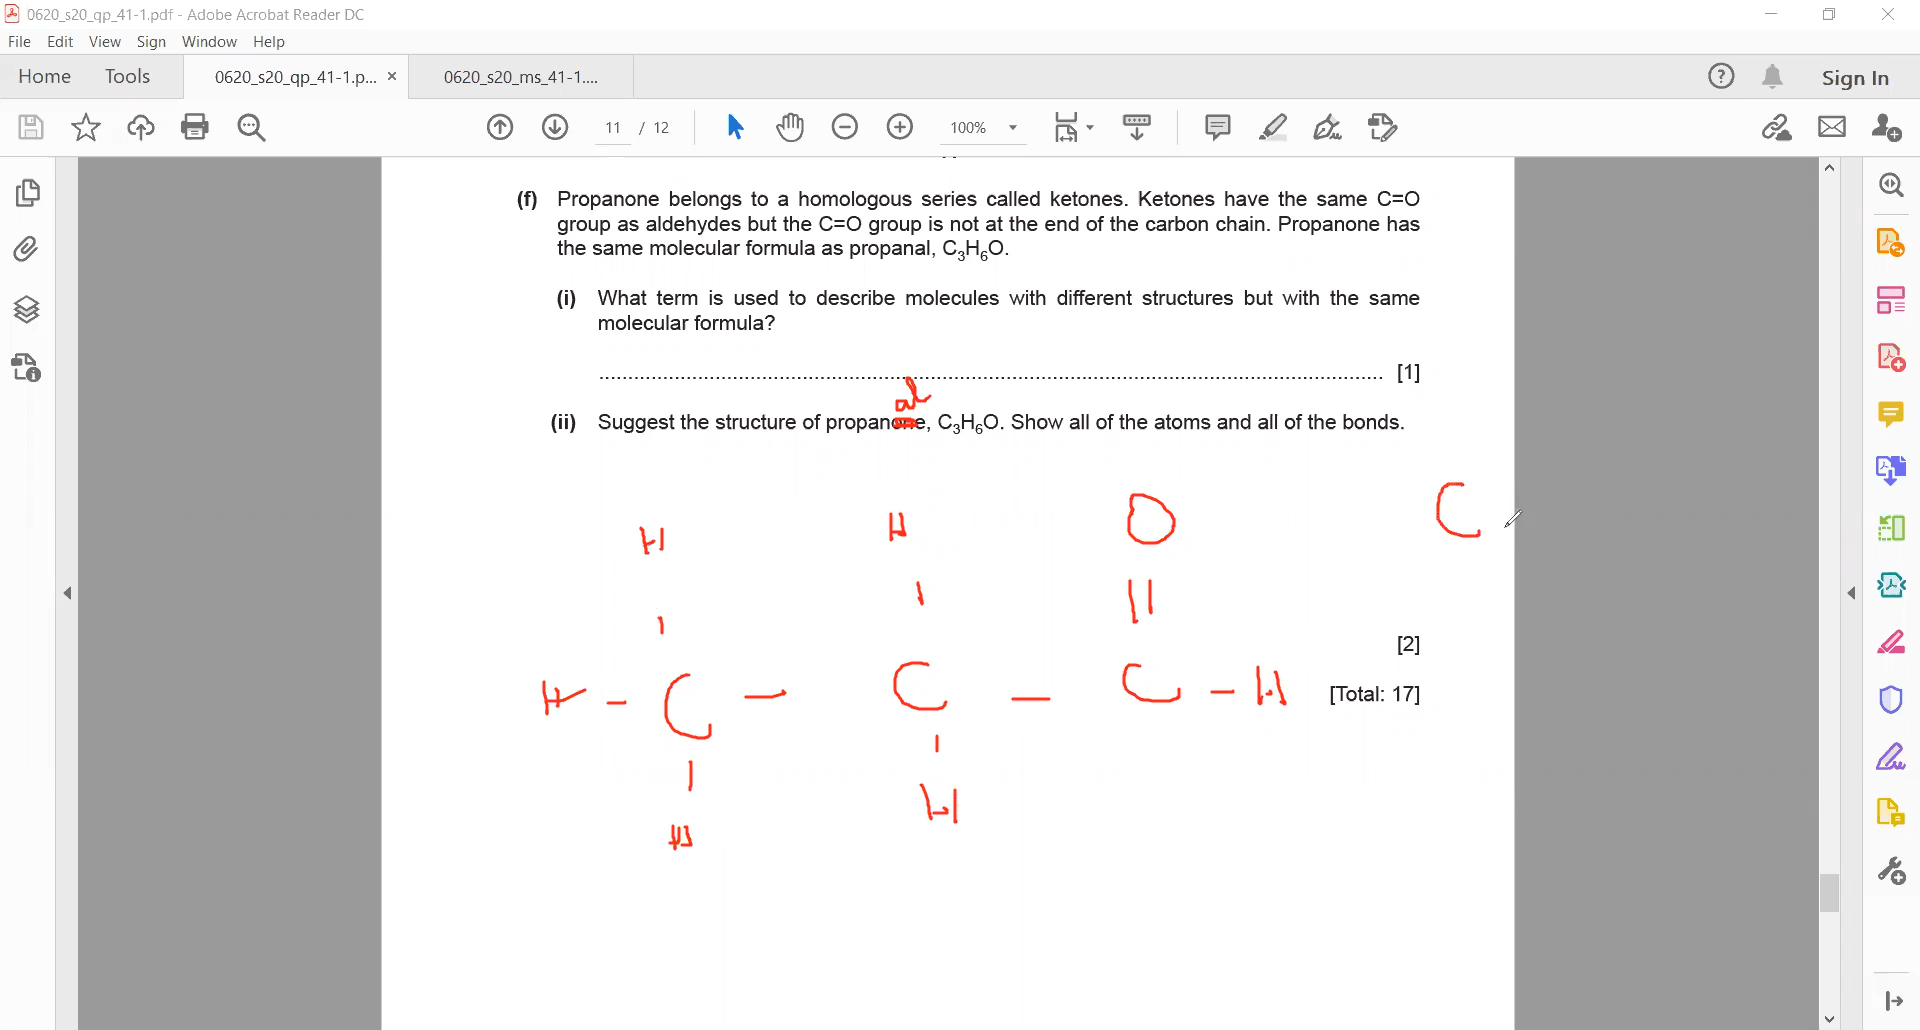 0620_s20_qp_41-1.pdf - Adobe Acrobat Reader DC
File Edit View Sign Window Help
Home Tools 0620_s20_qp_41-1.p... × 0620_s20_ms_41-1.... Sign In
11 / 12 100%
(f) Propanone belongs to a homologous series called ketones. Ketones have the same C=O
group as aldehydes but the C=O group is not at the end of the carbon chain. Propanone has
the same molecular formula as propanal, C₃H₆O.
(i) What term is used to describe molecules with different structures but with the same
molecular formula?
[1]
al
(ii) Suggest the structure of propanone, C₃H₆O. Show all of the atoms and all of the bonds.
H H O C
[2]
H - C - C - C - H [Total: 17]
H H